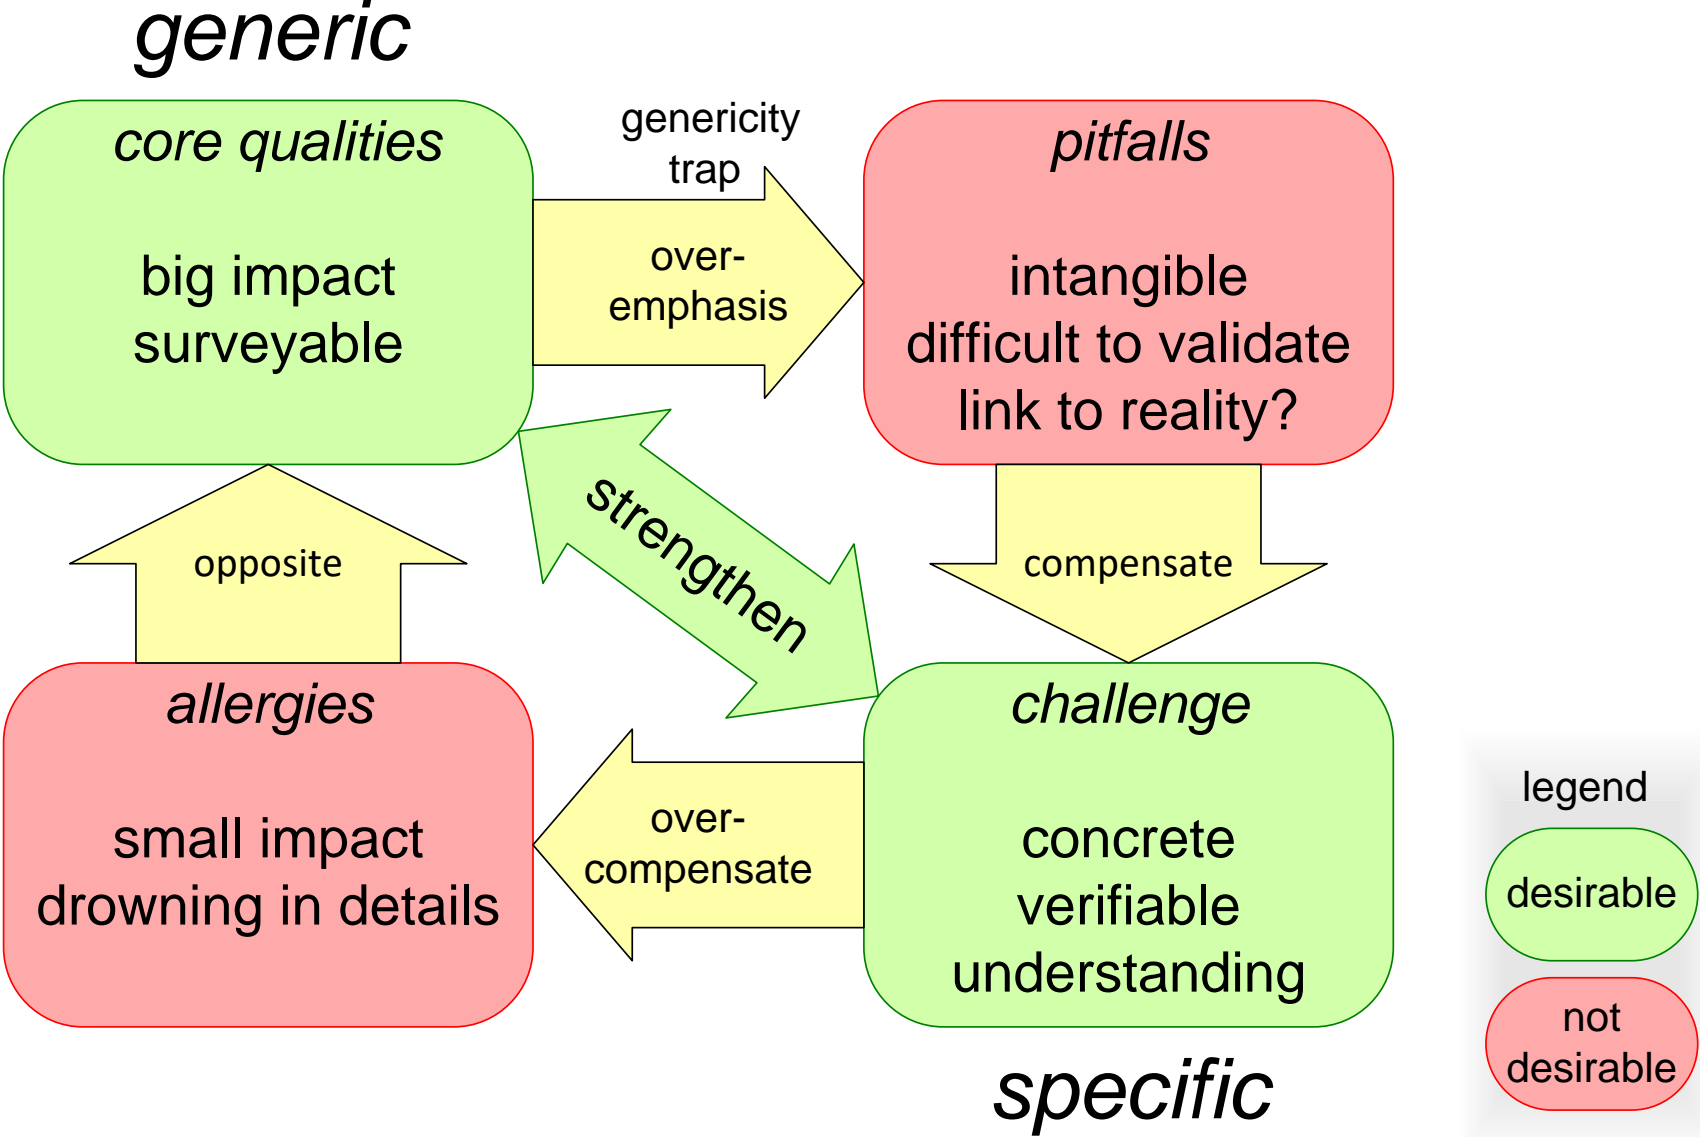 generic
core qualities
big impact
surveyable
genericity
trap
over-
emphasis
pitfalls
intangible
difficult to validate
link to reality?
opposite
strengthen
compensate
allergies
small impact
drowning in details
over-
compensate
challenge
concrete
verifiable
understanding
specific
legend
desirable
not
desirable